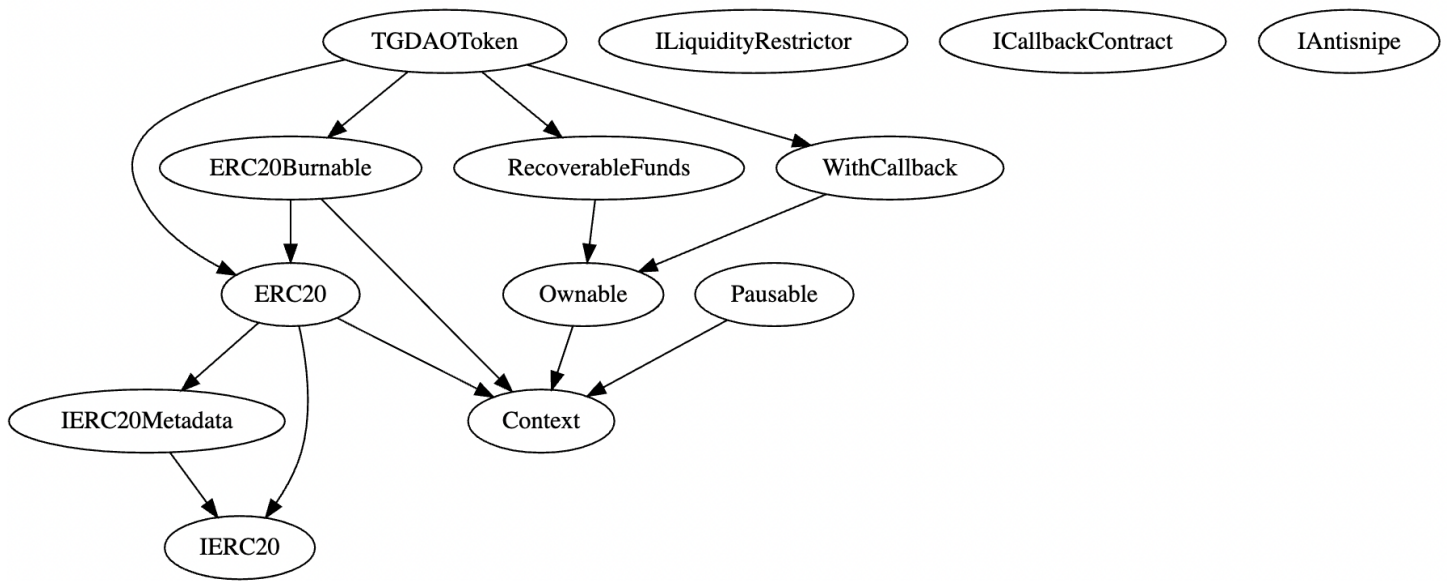 TGDAOToken
ILiquidityRestrictor
ICallbackContract
IAntisnipe
ERC20Burnable
RecoverableFunds
WithCallback
ERC20
Ownable
Pausable
IERC20Metadata
Context
IERC20